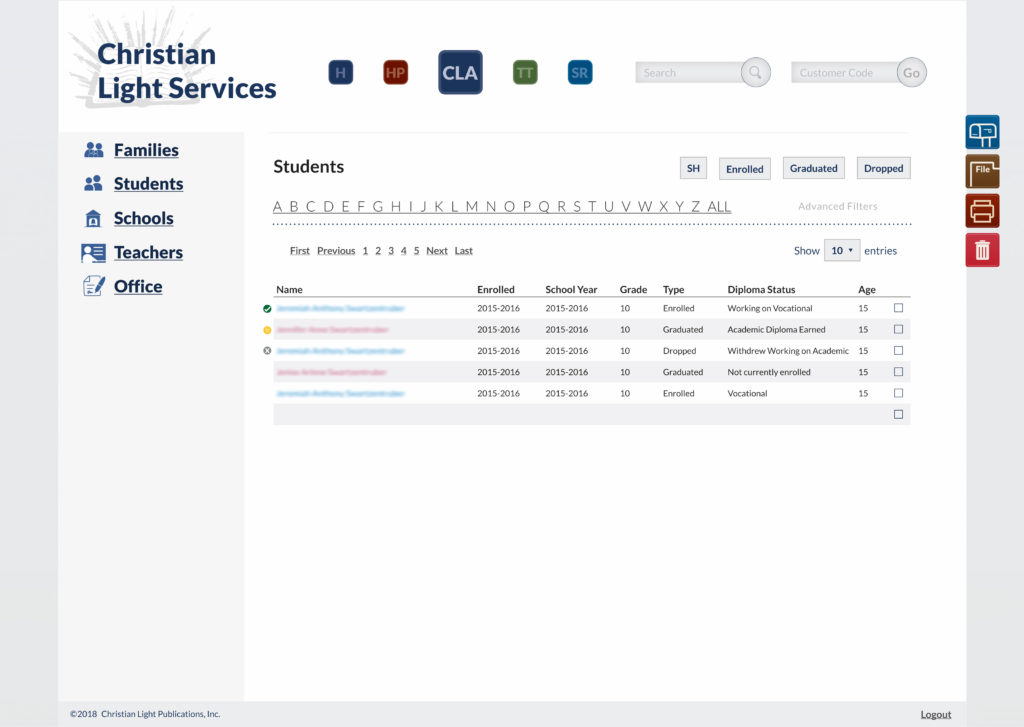 Christian
Light Services
H HP CLA TT SR
Search
Customer Code Go
Families
Students
Schools
Teachers
Office
File
Students
SH Enrolled Graduated Dropped
A B C D E F G H I J K L M N O P Q R S T U V W X Y Z ALL
Advanced Filters
First Previous 1 2 3 4 5 Next Last
Show 10 entries
Name Enrolled School Year Grade Type Diploma Status Age
2015-2016 2015-2016 10 Enrolled Working on Vocational 15
2015-2016 2015-2016 10 Graduated Academic Diploma Earned 15
2015-2016 2015-2016 10 Dropped Withdrew Working on Academic 15
2015-2016 2015-2016 10 Graduated Not currently enrolled 15
2015-2016 2015-2016 10 Enrolled Vocational 15
©2018 Christian Light Publications, Inc.
Logout